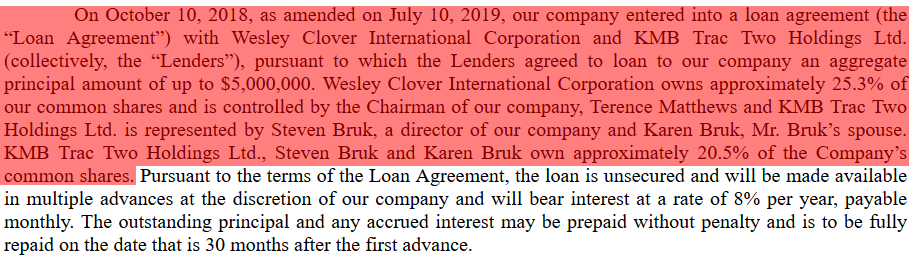 On October 10, 2018, as amended on July 10, 2019, our company entered into a loan agreement (the
“Loan Agreement”) with Wesley Clover International Corporation and KMB Trac Two Holdings Ltd.
(collectively, the “Lenders”), pursuant to which the Lenders agreed to loan to our company an aggregate
principal amount of up to $5,000,000. Wesley Clover International Corporation owns approximately 25.3% of
our common shares and is controlled by the Chairman of our company, Terence Matthews and KMB Trac Two
Holdings Ltd. is represented by Steven Bruk, a director of our company and Karen Bruk, Mr. Bruk’s spouse.
KMB Trac Two Holdings Ltd., Steven Bruk and Karen Bruk own approximately 20.5% of the Company’s
common shares. Pursuant to the terms of the Loan Agreement, the loan is unsecured and will be made available
in multiple advances at the discretion of our company and will bear interest at a rate of 8% per year, payable
monthly. The outstanding principal and any accrued interest may be prepaid without penalty and is to be fully
repaid on the date that is 30 months after the first advance.